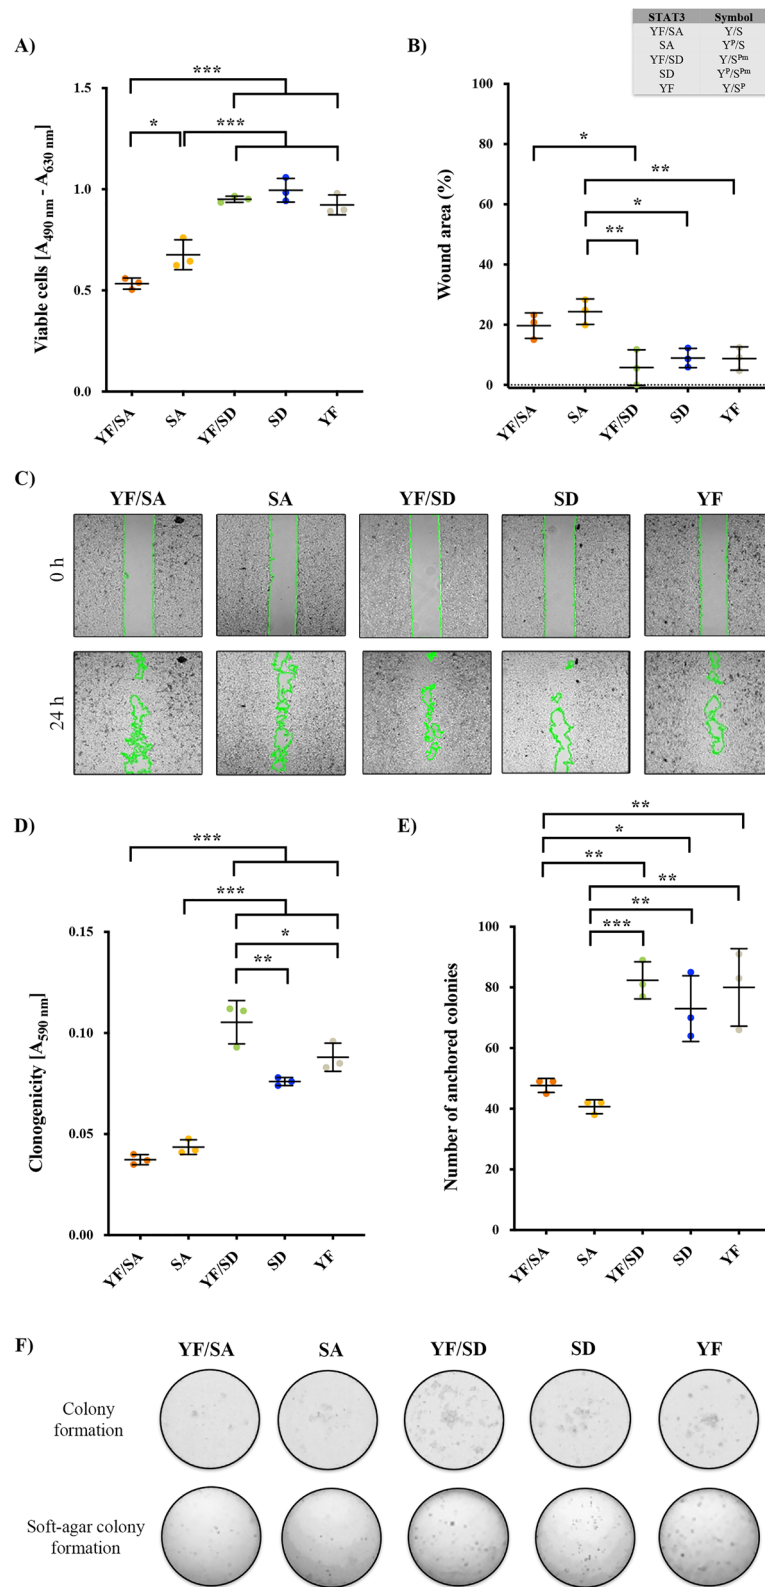 STAT3 Symbol
YF/SA Y/S
SA Yᴾ/S
YF/SD Y/Sᴾᵐ
SD Yᴾ/Sᴾᵐ
YF Y/Sᴾ
A)
***
*
***
1.5
1.0
0.5
0.0
Viable cells [A490 nm - A630 nm]
YF/SA SA YF/SD SD YF
B)
*
**
*
**
100
80
60
40
20
0
Wound area (%)
YF/SA SA YF/SD SD YF
C)
YF/SA SA YF/SD SD YF
0 h
24 h
D)
***
***
*
**
0.15
0.10
0.05
0.00
Clonogenicity [A590 nm]
YF/SA SA YF/SD SD YF
E)
**
*
**
**
**
***
100
80
60
40
20
0
Number of anchored colonies
YF/SA SA YF/SD SD YF
F)
YF/SA SA YF/SD SD YF
Colony
formation
Soft-agar colony
formation